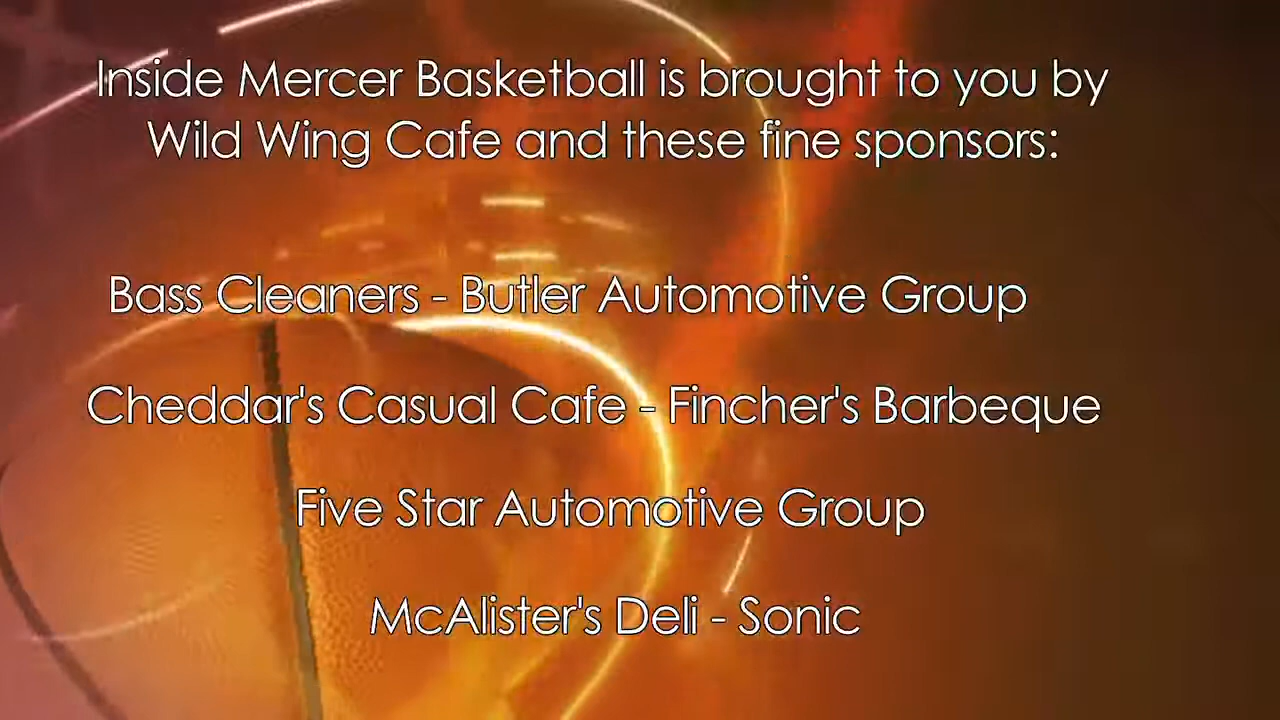 Inside Mercer Basketball is brought to you by
Wild Wing Cafe and these fine sponsors:
Bass Cleaners - Butler Automotive Group
Cheddar's Casual Cafe - Fincher's Barbeque
Five Star Automotive Group
McAlister's Deli - Sonic